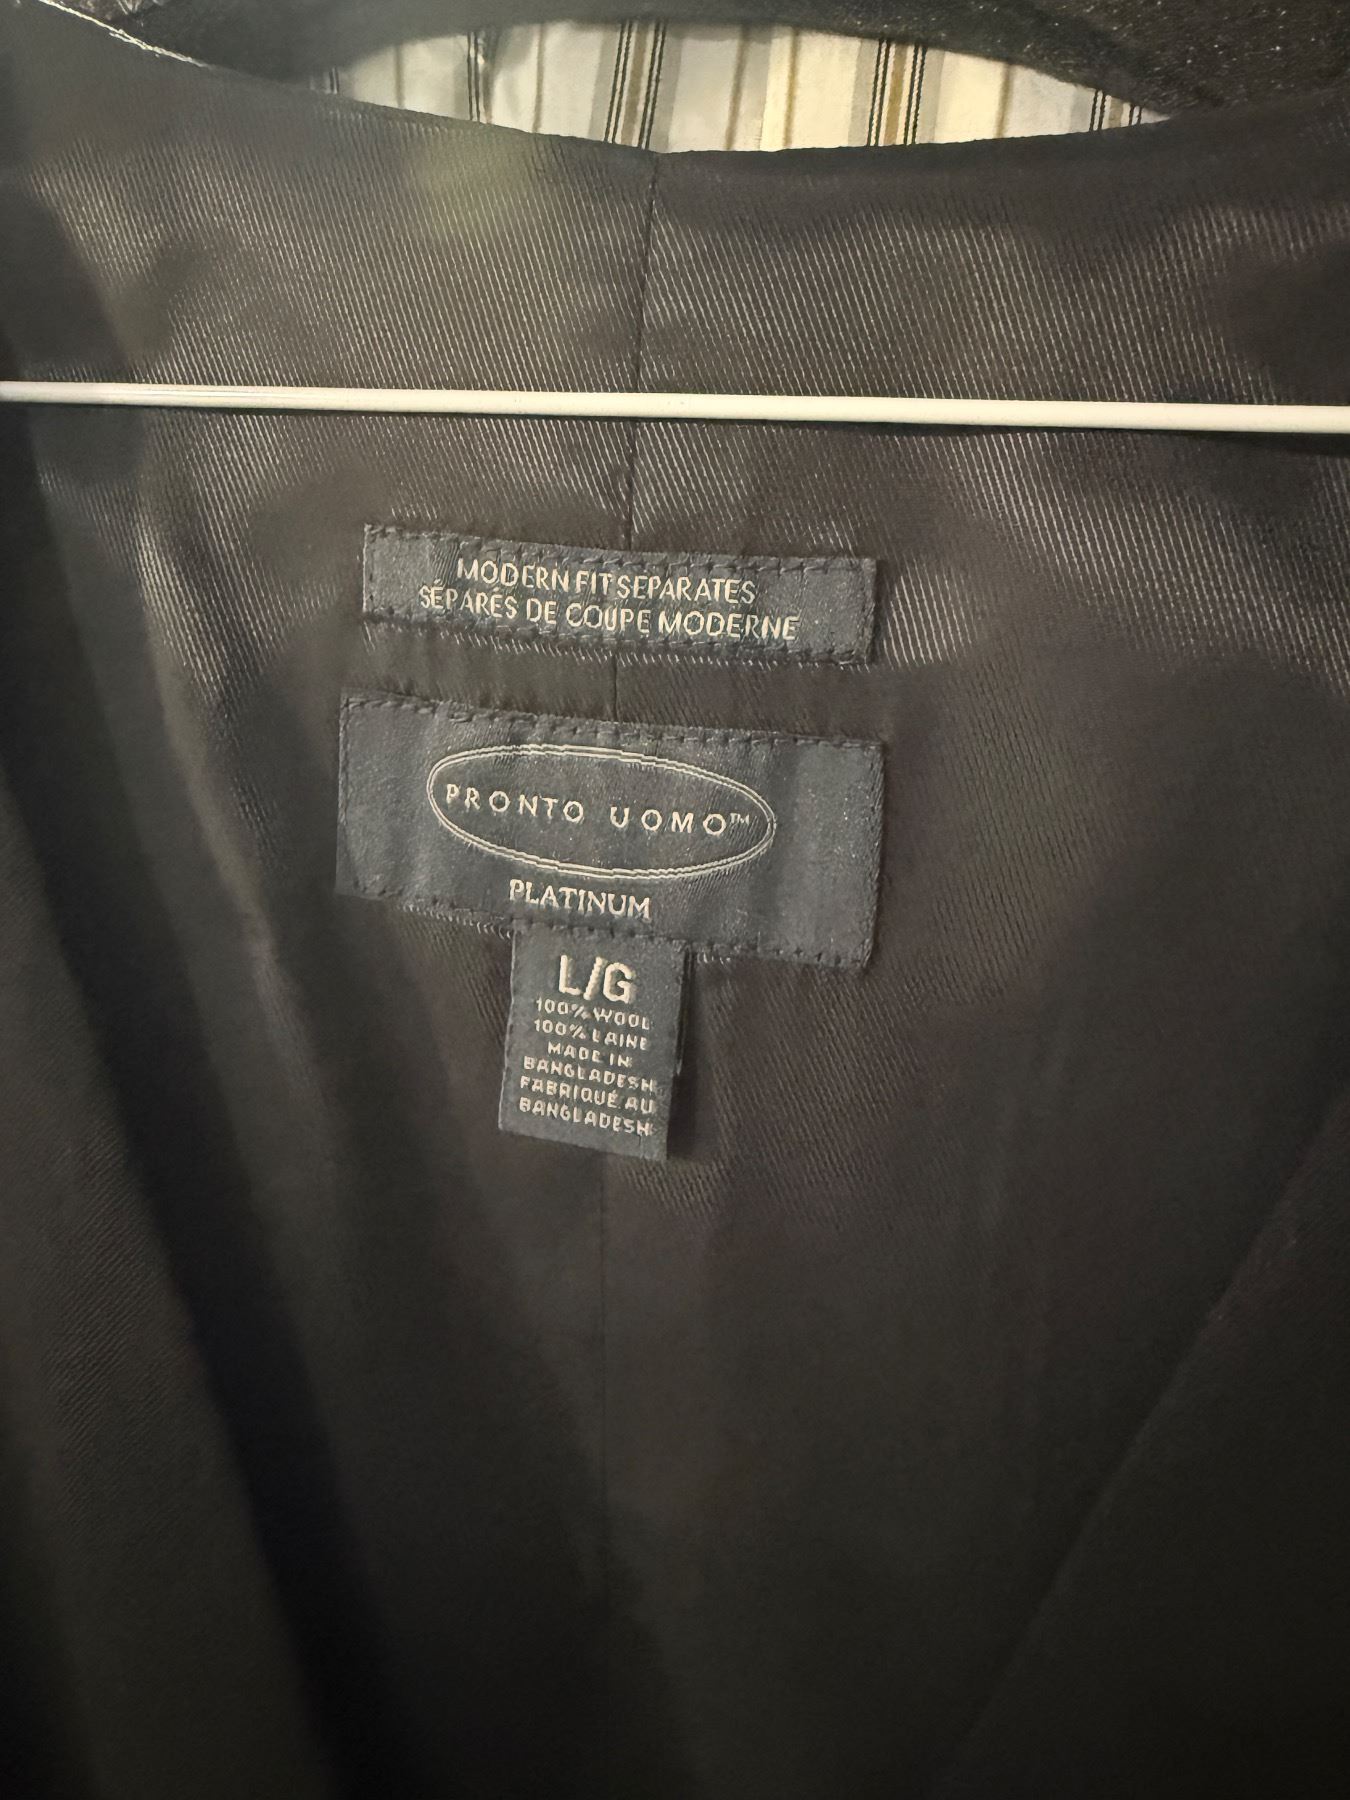 MODERN FIT SEPARATES
SÉPARÉS DE COUPE MODERNE
PRONTO UOMO™
PLATINUM
L/G
100% WOOL
100% LAINE
MADE IN
BANGLADESH
FABRIQUÉ AU
BANGLADESH